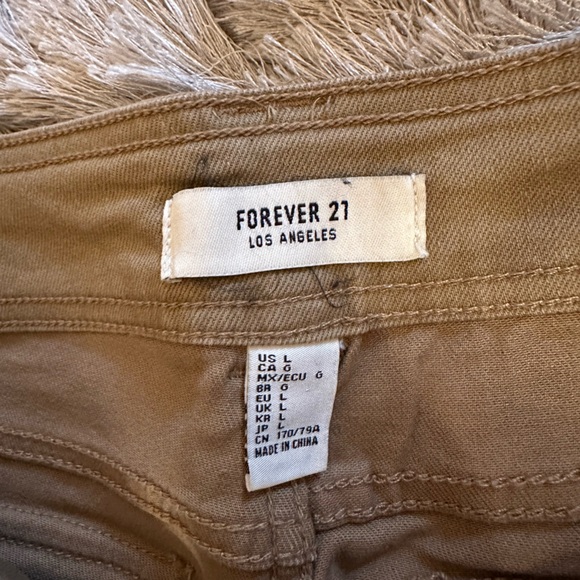 FOREVER 21
LOS ANGELES
US L
CA G
MX/ECU G
BR G
EU L
UK L
KR L
JP L
CN 170/79A
MADE IN CHINA